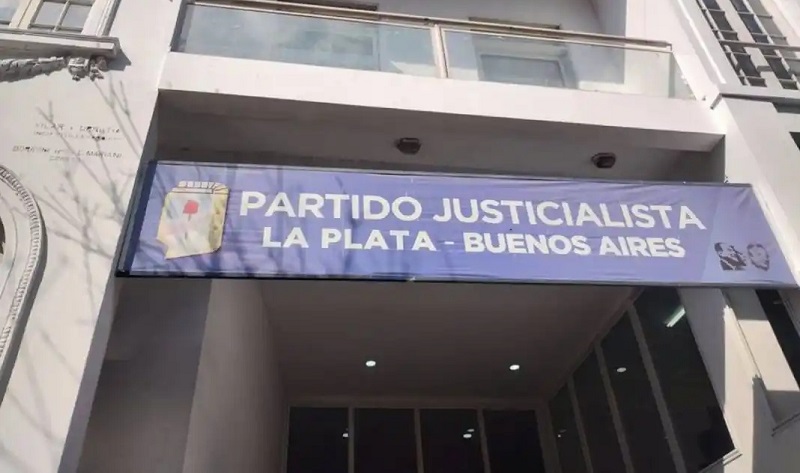 PARTIDO JUSTICIALISTA
LA PLATA - BUENOS AIRES